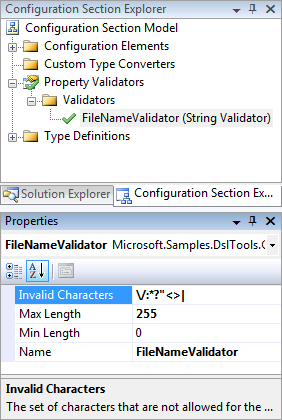 Configuration Section Explorer
Configuration Section Model
Configuration Elements
Custom Type Converters
Property Validators
Validators
FileNameValidator (String Validator)
Type Definitions
Solution Explorer Configuration Section Ex...
Properties
FileNameValidator Microsoft.Samples.DslTools.C
Invalid Characters \/:*?"<>|
Max Length 255
Min Length 0
Name FileNameValidator
Invalid Characters
The set of characters that are not allowed for the ...